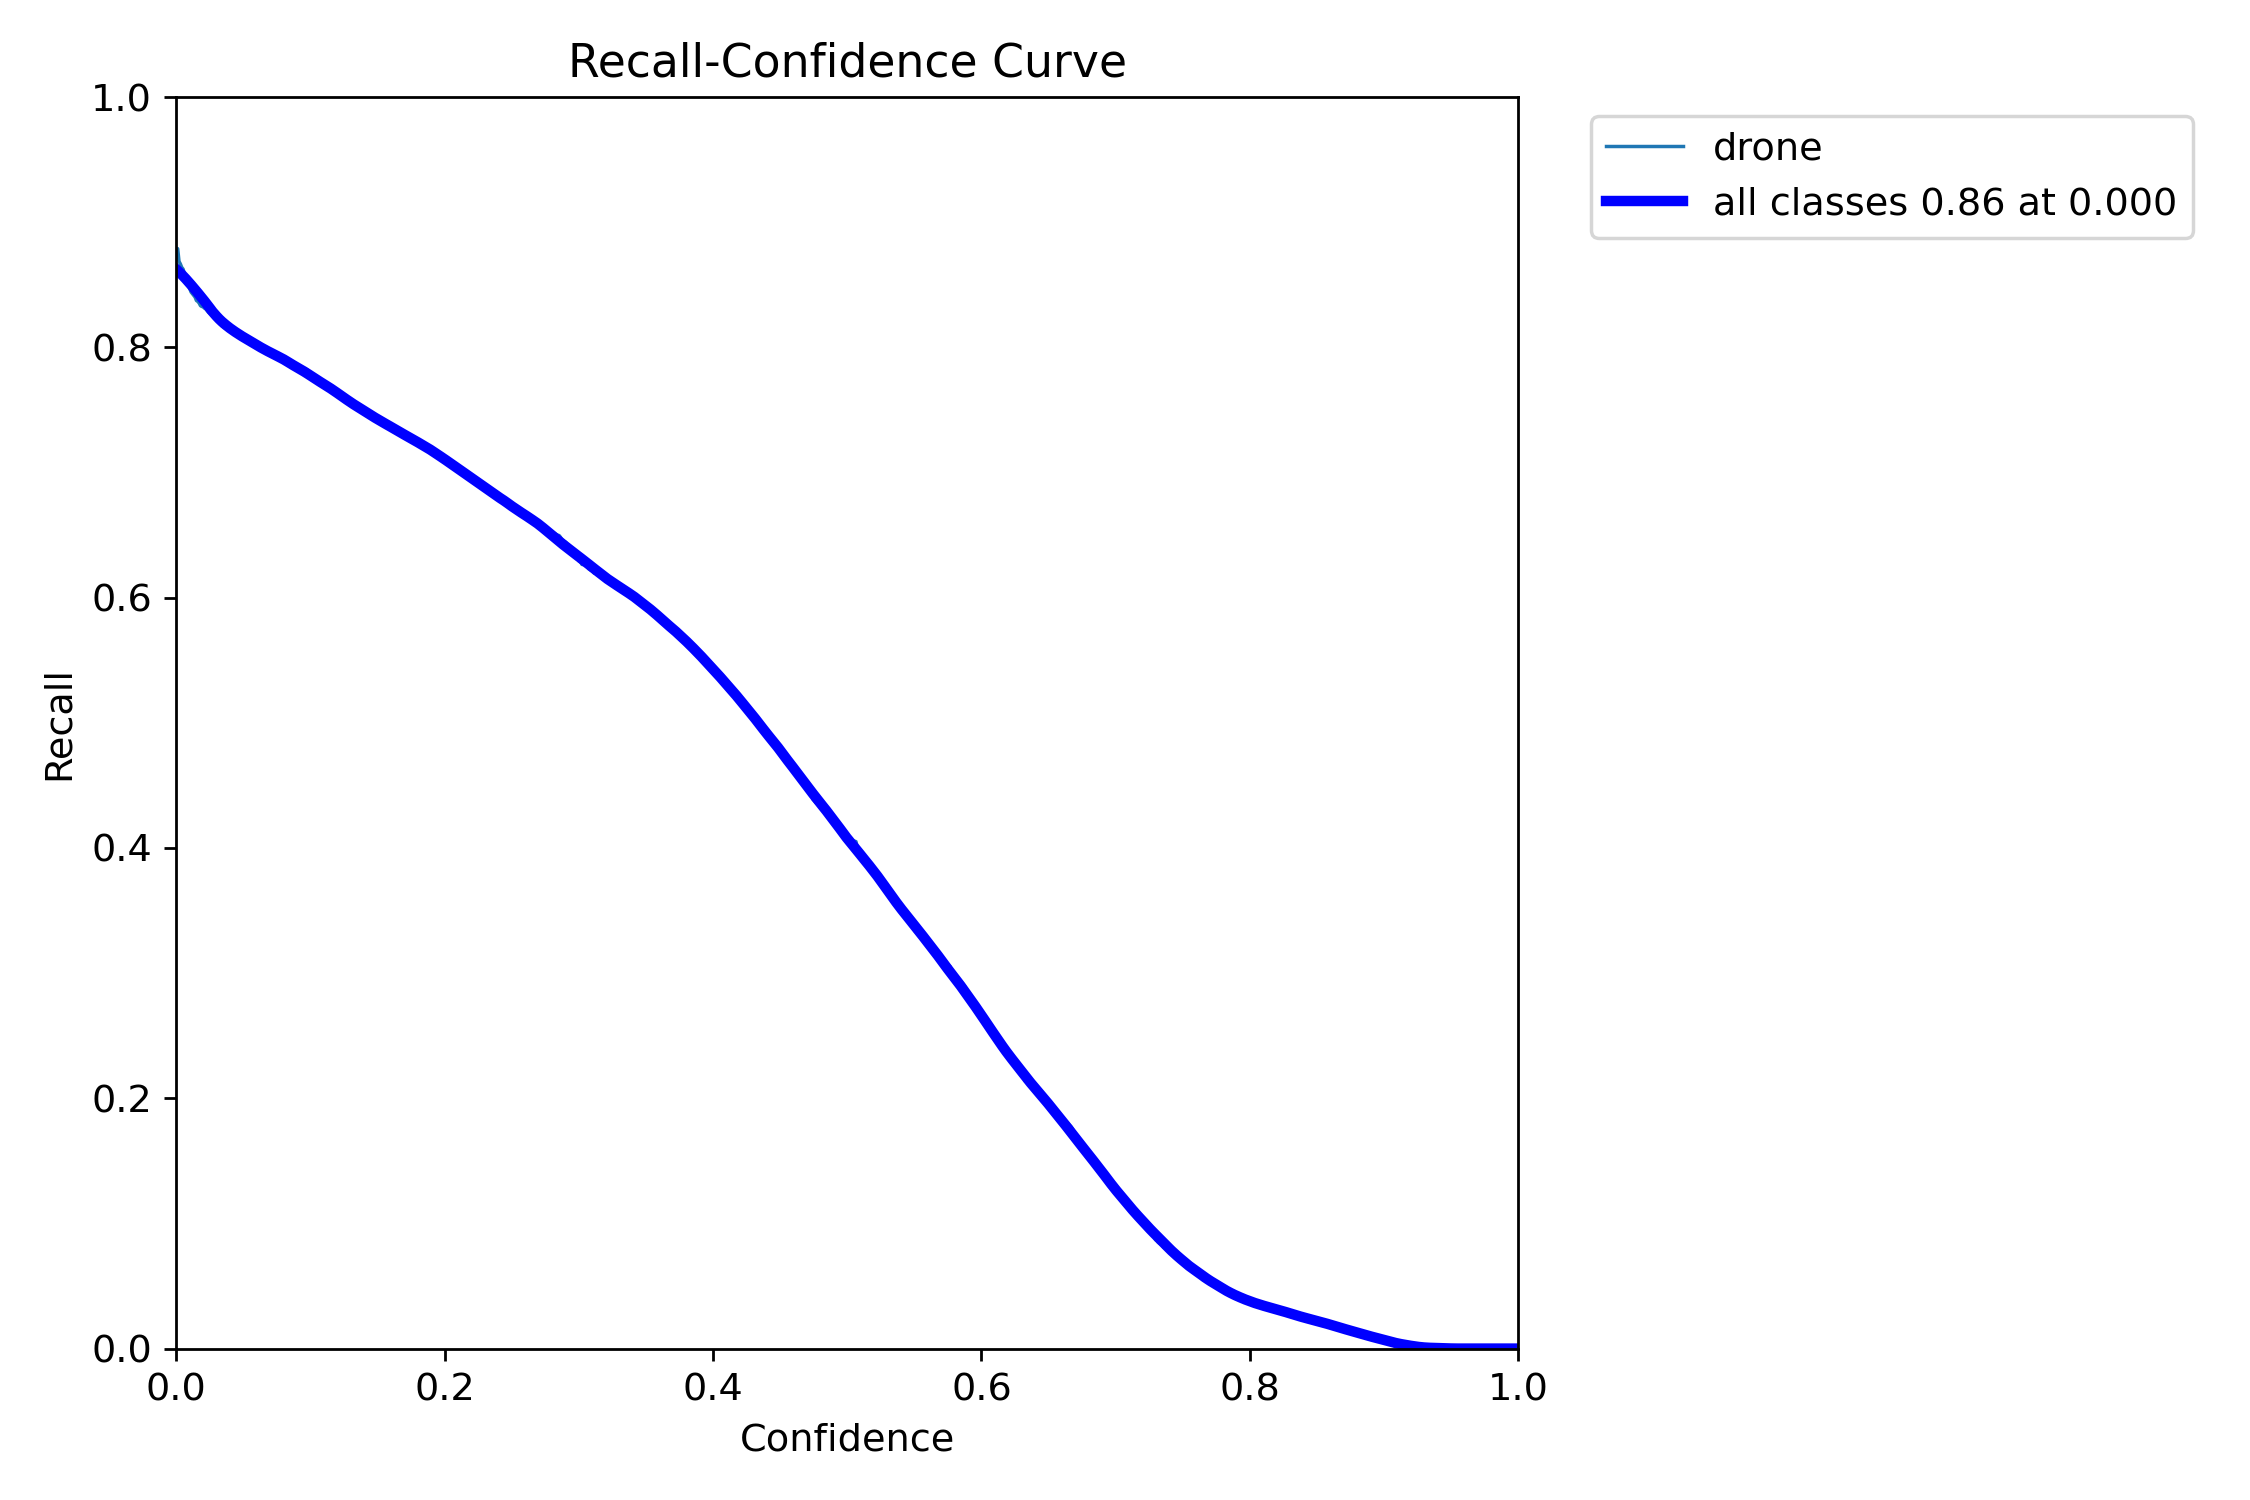 Recall-Confidence Curve
1.0
0.8
0.6
0.4
0.2
0.0
Recall
0.0 0.2 0.4 0.6 0.8 1.0
Confidence
drone
all classes 0.86 at 0.000